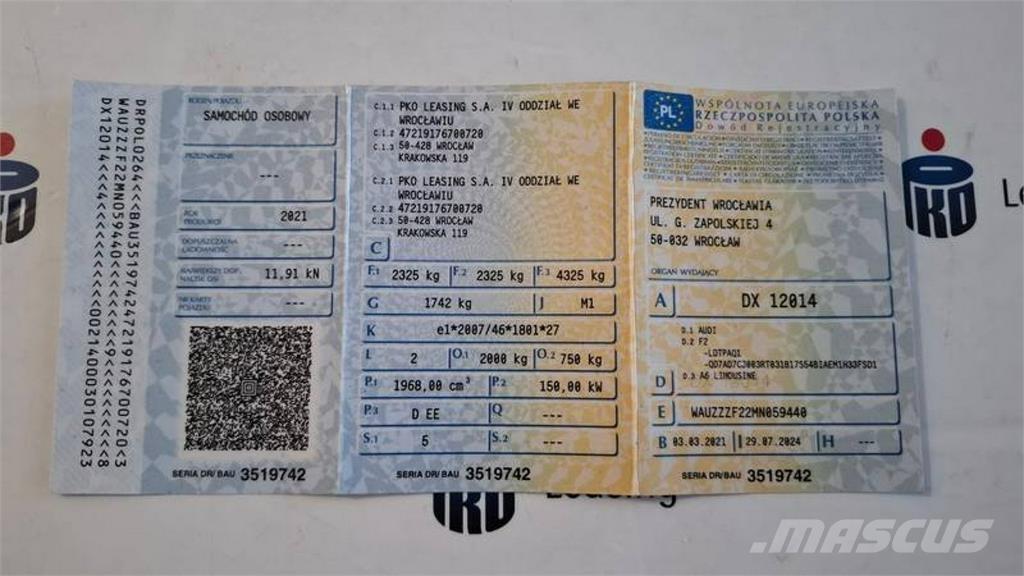 RODZAJ POJAZDU
SAMOCHÓD OSOBOWY
PRZEZNACZENIE
---
ROK PRODUKCJI
2021
DOPUSZCZALNA ŁADOWNOŚĆ
---
NAJWIĘKSZY DOP. NACISK OSI
11,91 kN
NR KARTY POJAZDU
---
SERIA DR/BAU 3519742
DRPOL0264<<<BAU3519742472191767007 20<3
WAUZZZF22MN059440<
DX12014<<4<
C.1.1 PKO LEASING S.A. IV ODDZIAŁ WE
WROCŁAWIU
C.1.2 47219176700720
C.1.3 50-428 WROCŁAW
KRAKOWSKA 119
C.2.1 PKO LEASING S.A. IV ODDZIAŁ WE
WROCŁAWIU
C.2.2 47219176700720
C.2.3 50-428 WROCŁAW
KRAKOWSKA 119
C
F.1 2325 kg F.2 2325 kg F.3 4325 kg
G 1742 kg J M1
K e1*2007/46*1801*27
L 2 O.1 2000 kg O.2 750 kg
P.1 1968,00 cm³ P.2 150,00 kW
P.3 D EE Q ---
S.1 5 S.2 ---
SERIA DR/BAU 3519742
PL
WSPÓLNOTA EUROPEJSKA
RZECZPOSPOLITA POLSKA
Dowód Rejestracyjny
PREZYDENT WROCŁAWIA
UL. G. ZAPOLSKIEJ 4
50-032 WROCŁAW
ORGAN WYDAJĄCY
A DX 12014
D.1 AUDI
D.2 F2
-LDTPAQ1
-QD7AD7CJ003RT031B17S54BIAEM1H33FSD1
D D.3 A6 LIMOUSINE
E WAUZZZF22MN059440
B 03.03.2021 I 29.07.2024 H ---
SERIA DR/BAU 3519742
MASCUS